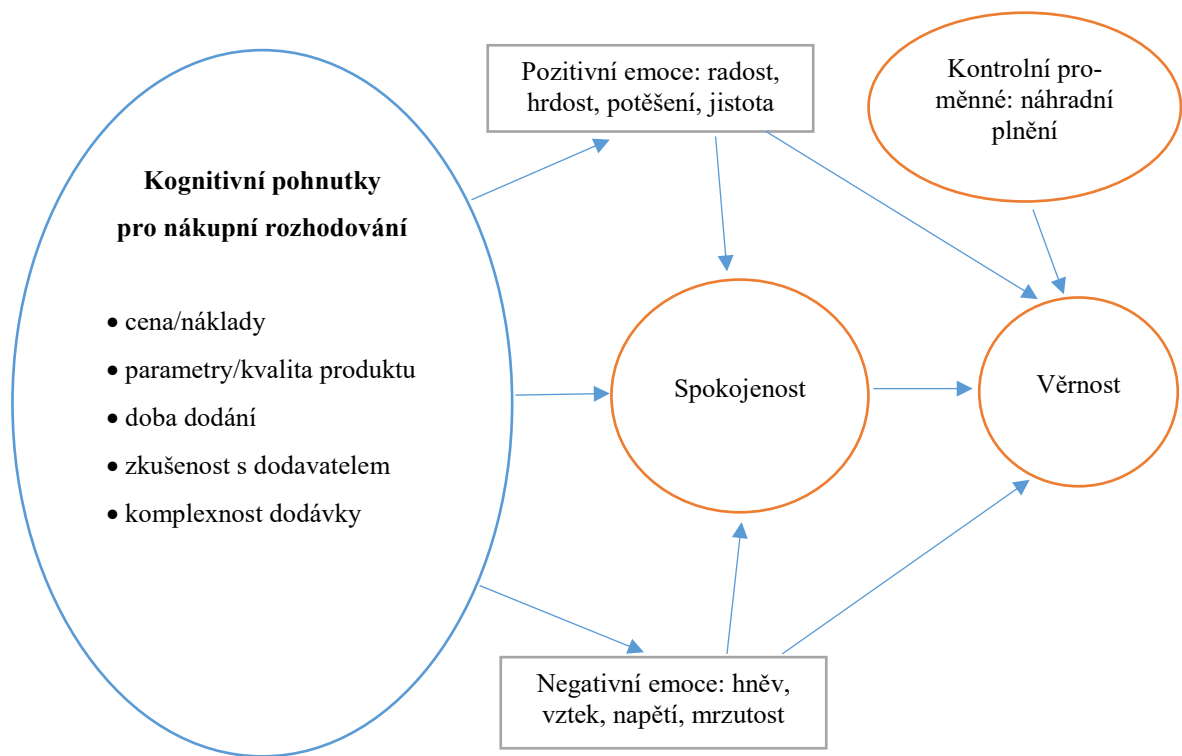 Pozitivní emoce: radost,
hrdost, potěšení, jistota
Kontrolní pro-
měnné: náhradní
plnění
Kognitivní pohnutky
pro nákupní rozhodování
• cena/náklady
• parametry/kvalita produktu
• doba dodání
• zkušenost s dodavatelem
• komplexnost dodávky
Spokojenost
Věrnost
Negativní emoce: hněv,
vztek, napětí, mrzutost